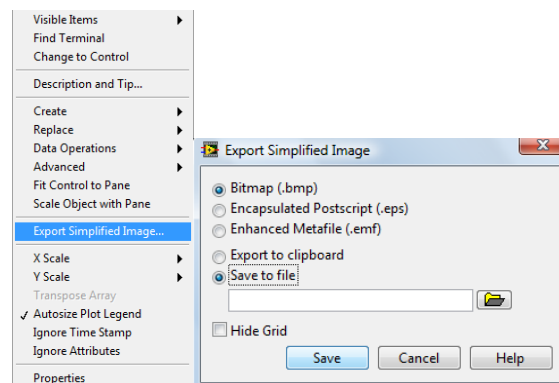 Visible Items
Find Terminal
Change to Control
Description and Tip...
Create
Replace
Data Operations
Advanced
Fit Control to Pane
Scale Object with Pane
Export Simplified Image...
X Scale
Y Scale
Transpose Array
Autosize Plot Legend
Ignore Time Stamp
Ignore Attributes
Properties
Export Simplified Image
Bitmap (.bmp)
Encapsulated Postscript (.eps)
Enhanced Metafile (.emf)
Export to clipboard
Save to file
Hide Grid
Save Cancel Help